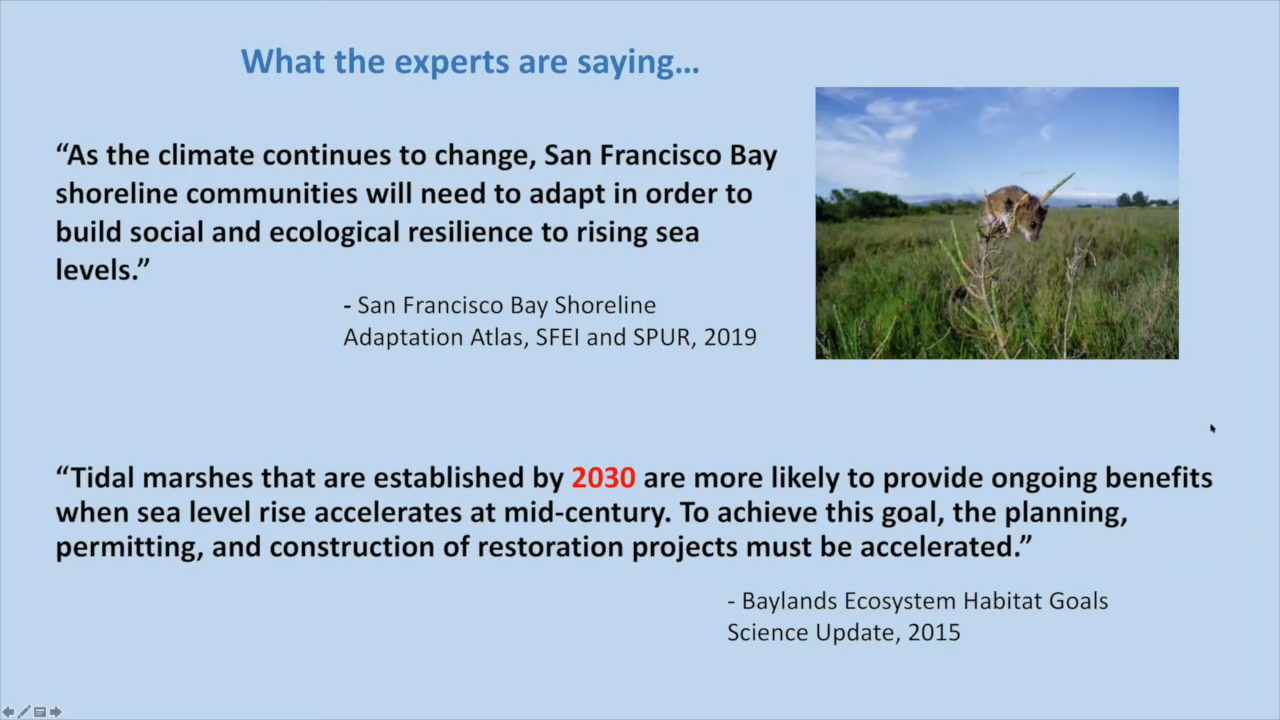 What the experts are saying…
“As the climate continues to change, San Francisco Bay
shoreline communities will need to adapt in order to
build social and ecological resilience to rising sea
levels.”
- San Francisco Bay Shoreline
Adaptation Atlas, SFEI and SPUR, 2019
“Tidal marshes that are established by 2030 are more likely to provide ongoing benefits
when sea level rise accelerates at mid-century. To achieve this goal, the planning,
permitting, and construction of restoration projects must be accelerated.”
- Baylands Ecosystem Habitat Goals
Science Update, 2015